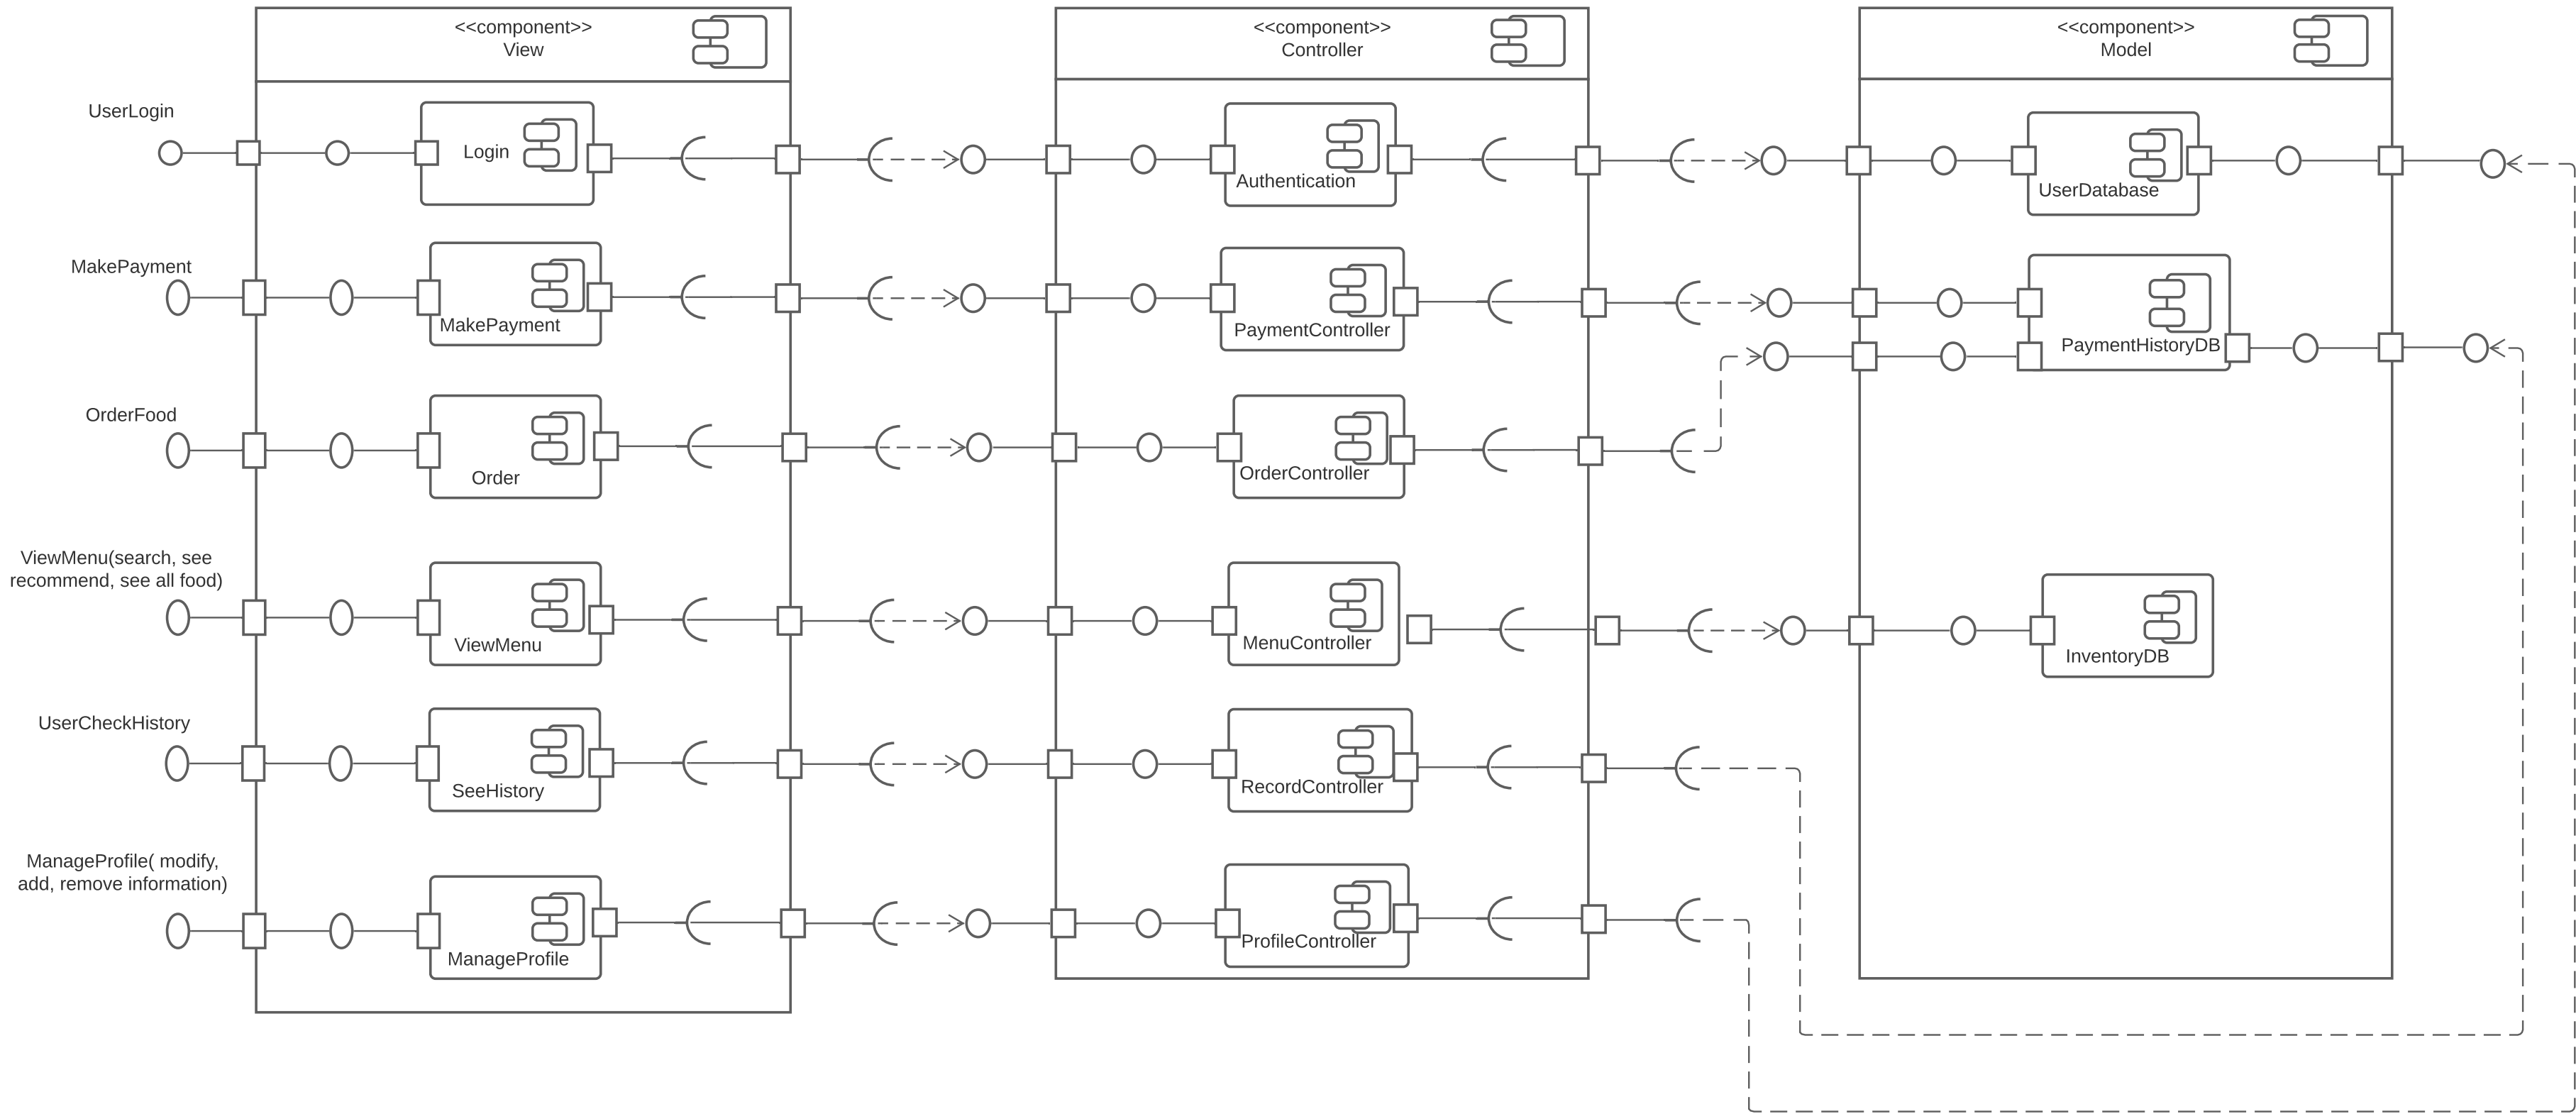 <<component>>
View
<<component>>
Controller
<<component>>
Model
UserLogin
Login
Authentication
UserDatabase
MakePayment
MakePayment
PaymentController
PaymentHistoryDB
OrderFood
Order
OrderController
ViewMenu(search, see
recommend, see all food)
ViewMenu
MenuController
InventoryDB
UserCheckHistory
SeeHistory
RecordController
ManageProfile( modify,
add, remove information)
ManageProfile
ProfileController